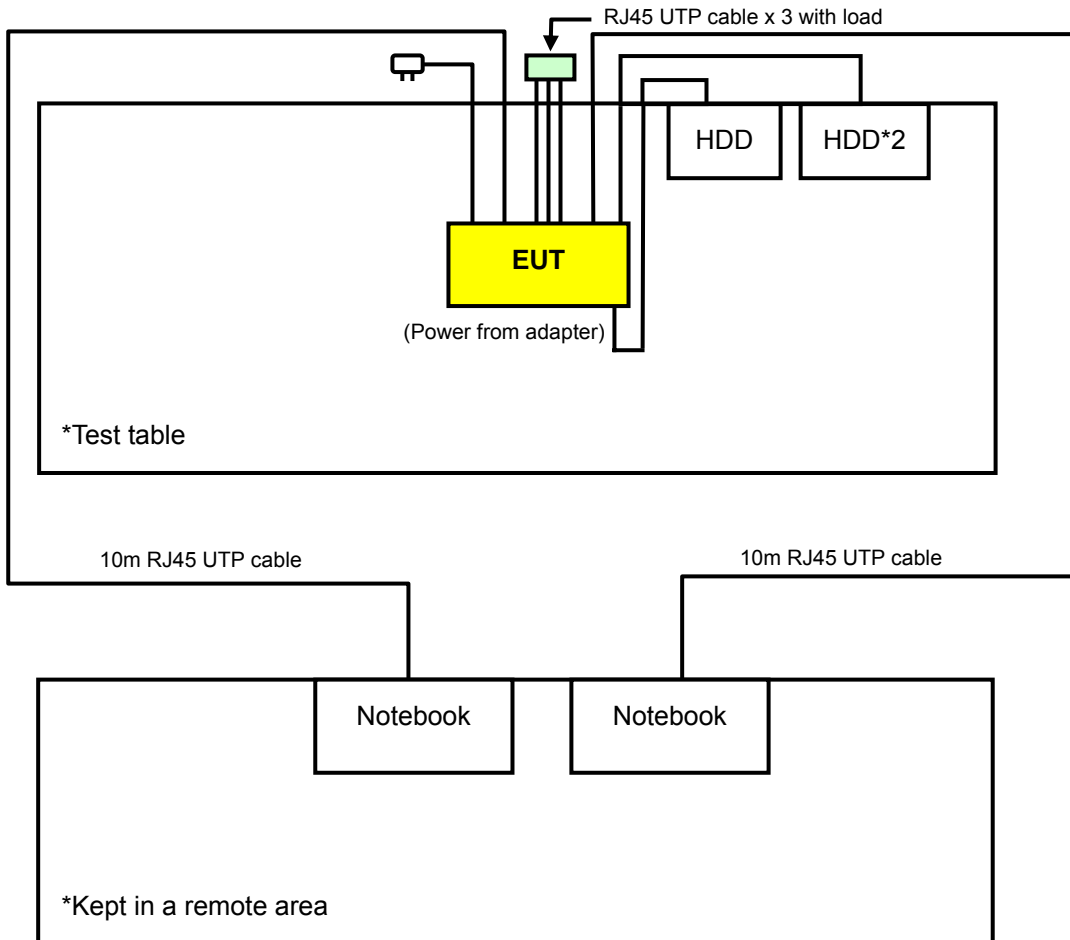 RJ45 UTP cable x 3 with load
HDD
HDD*2
EUT
(Power from adapter)
*Test table
10m RJ45 UTP cable
10m RJ45 UTP cable
Notebook
Notebook
*Kept in a remote area